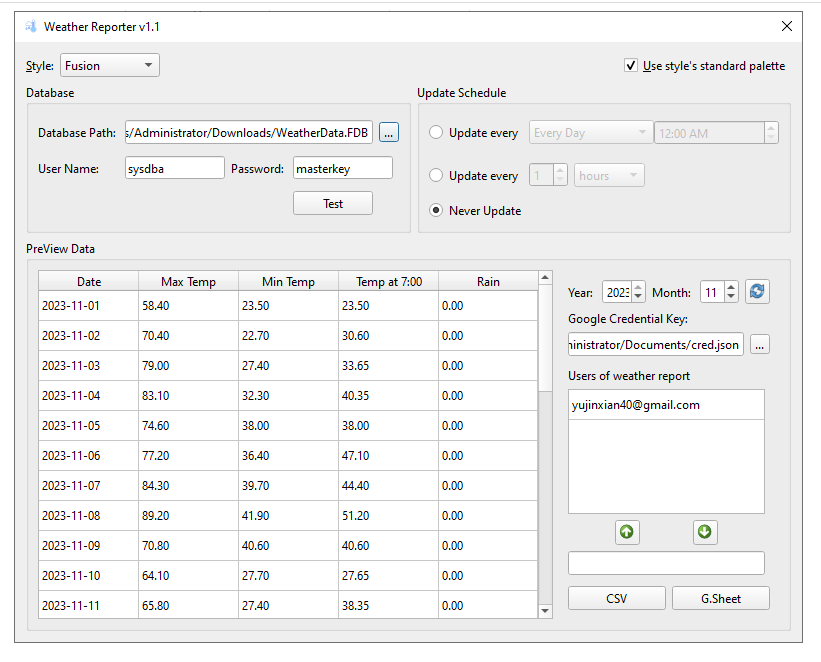 Weather Reporter v1.1
Style: Fusion Use style's standard palette
Database
Database Path: s/Administrator/Downloads/WeatherData.FDB ...
User Name: sysdba Password: masterkey
Test
Update Schedule
Update every Every Day 12:00 AM
Update every 1 hours
Never Update
PreView Data
Date Max Temp Min Temp Temp at 7:00 Rain
2023-11-01 58.40 23.50 23.50 0.00
2023-11-02 70.40 22.70 30.60 0.00
2023-11-03 79.00 27.40 33.65 0.00
2023-11-04 83.10 32.30 40.35 0.00
2023-11-05 74.60 38.00 38.00 0.00
2023-11-06 77.20 36.40 47.10 0.00
2023-11-07 84.30 39.70 44.40 0.00
2023-11-08 89.20 41.90 51.20 0.00
2023-11-09 70.80 40.60 40.60 0.00
2023-11-10 64.10 27.70 27.65 0.00
2023-11-11 65.80 27.40 38.35 0.00
Year: 2023 Month: 11
Google Credential Key:
ninistrator/Documents/cred.json ...
Users of weather report
yujinxian40@gmail.com
CSV G.Sheet